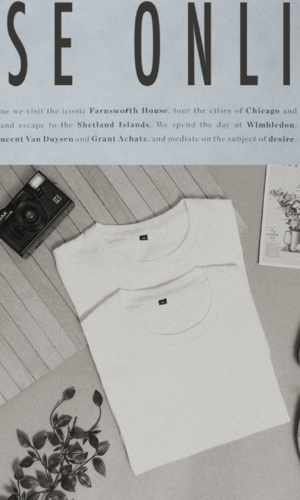 SE ONLI
me we visit the iconic Farnsworth House, tour the cities of Chicago and
and escape to the Shetland Islands. We spend the day at Wimbledon,
ncent Van Duysen and Grant Achatz, and mediate on the subject of desire.